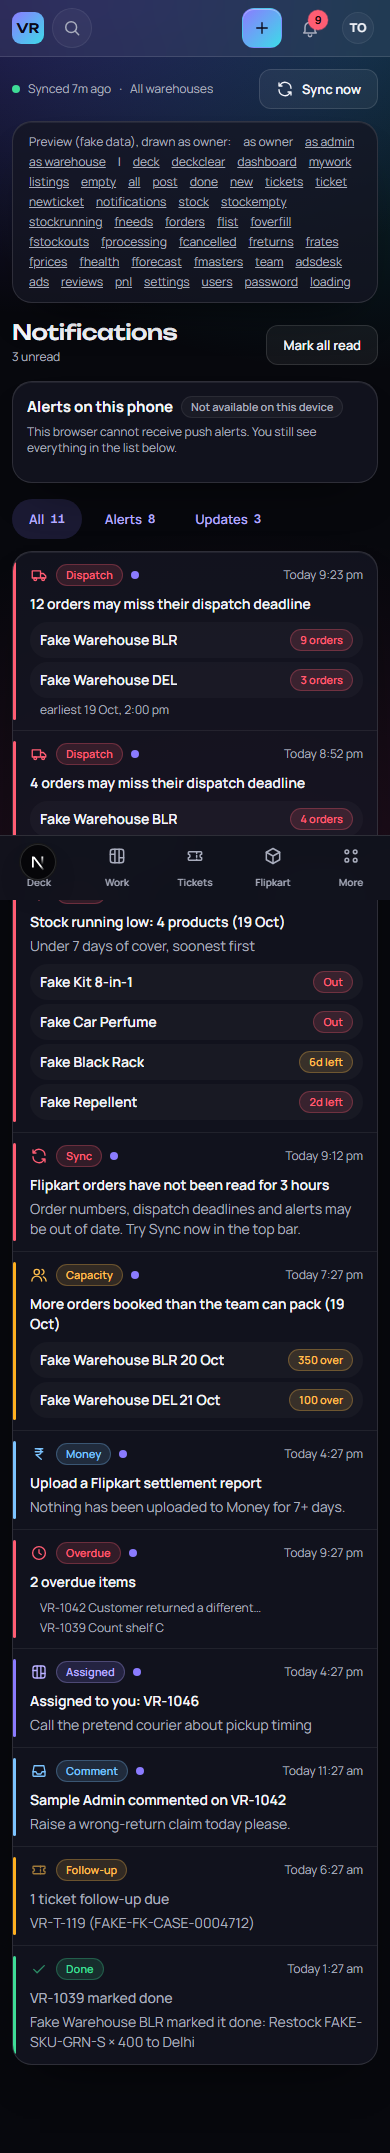 VR
9
TO
Synced 7m ago · All warehouses
Sync now
Preview (fake data), drawn as owner: as owner as admin
as warehouse | deck deckclear dashboard mywork
listings empty all post done new tickets ticket
newticket notifications stock stockempty
stockrunning fneeds forders flist foverfill
fstockouts fprocessing fcancelled freturns frates
fprices fhealth fforecast fmasters team adsdesk
ads reviews pnl settings users password loading
Notifications
3 unread
Mark all read
Alerts on this phone Not available on this device
This browser cannot receive push alerts. You still see
everything in the list below.
All 11 Alerts 8 Updates 3
Dispatch Today 9:23 pm
12 orders may miss their dispatch deadline
Fake Warehouse BLR 9 orders
Fake Warehouse DEL 3 orders
earliest 19 Oct, 2:00 pm
Dispatch Today 8:52 pm
4 orders may miss their dispatch deadline
Fake Warehouse BLR 4 orders
N
Deck Work Tickets Flipkart More
Stock running low: 4 products (19 Oct)
Under 7 days of cover, soonest first
Fake Kit 8-in-1 Out
Fake Car Perfume Out
Fake Black Rack 6d left
Fake Repellent 2d left
Sync Today 9:12 pm
Flipkart orders have not been read for 3 hours
Order numbers, dispatch deadlines and alerts may
be out of date. Try Sync now in the top bar.
Capacity Today 7:27 pm
More orders booked than the team can pack (19
Oct)
Fake Warehouse BLR 20 Oct 350 over
Fake Warehouse DEL 21 Oct 100 over
₹ Money Today 4:27 pm
Upload a Flipkart settlement report
Nothing has been uploaded to Money for 7+ days.
Overdue Today 9:27 pm
2 overdue items
VR-1042 Customer returned a different…
VR-1039 Count shelf C
Assigned Today 4:27 pm
Assigned to you: VR-1046
Call the pretend courier about pickup timing
Comment Today 11:27 am
Sample Admin commented on VR-1042
Raise a wrong-return claim today please.
Follow-up Today 6:27 am
1 ticket follow-up due
VR-T-119 (FAKE-FK-CASE-0004712)
Done Today 1:27 am
VR-1039 marked done
Fake Warehouse BLR marked it done: Restock FAKE-
SKU-GRN-S × 400 to Delhi